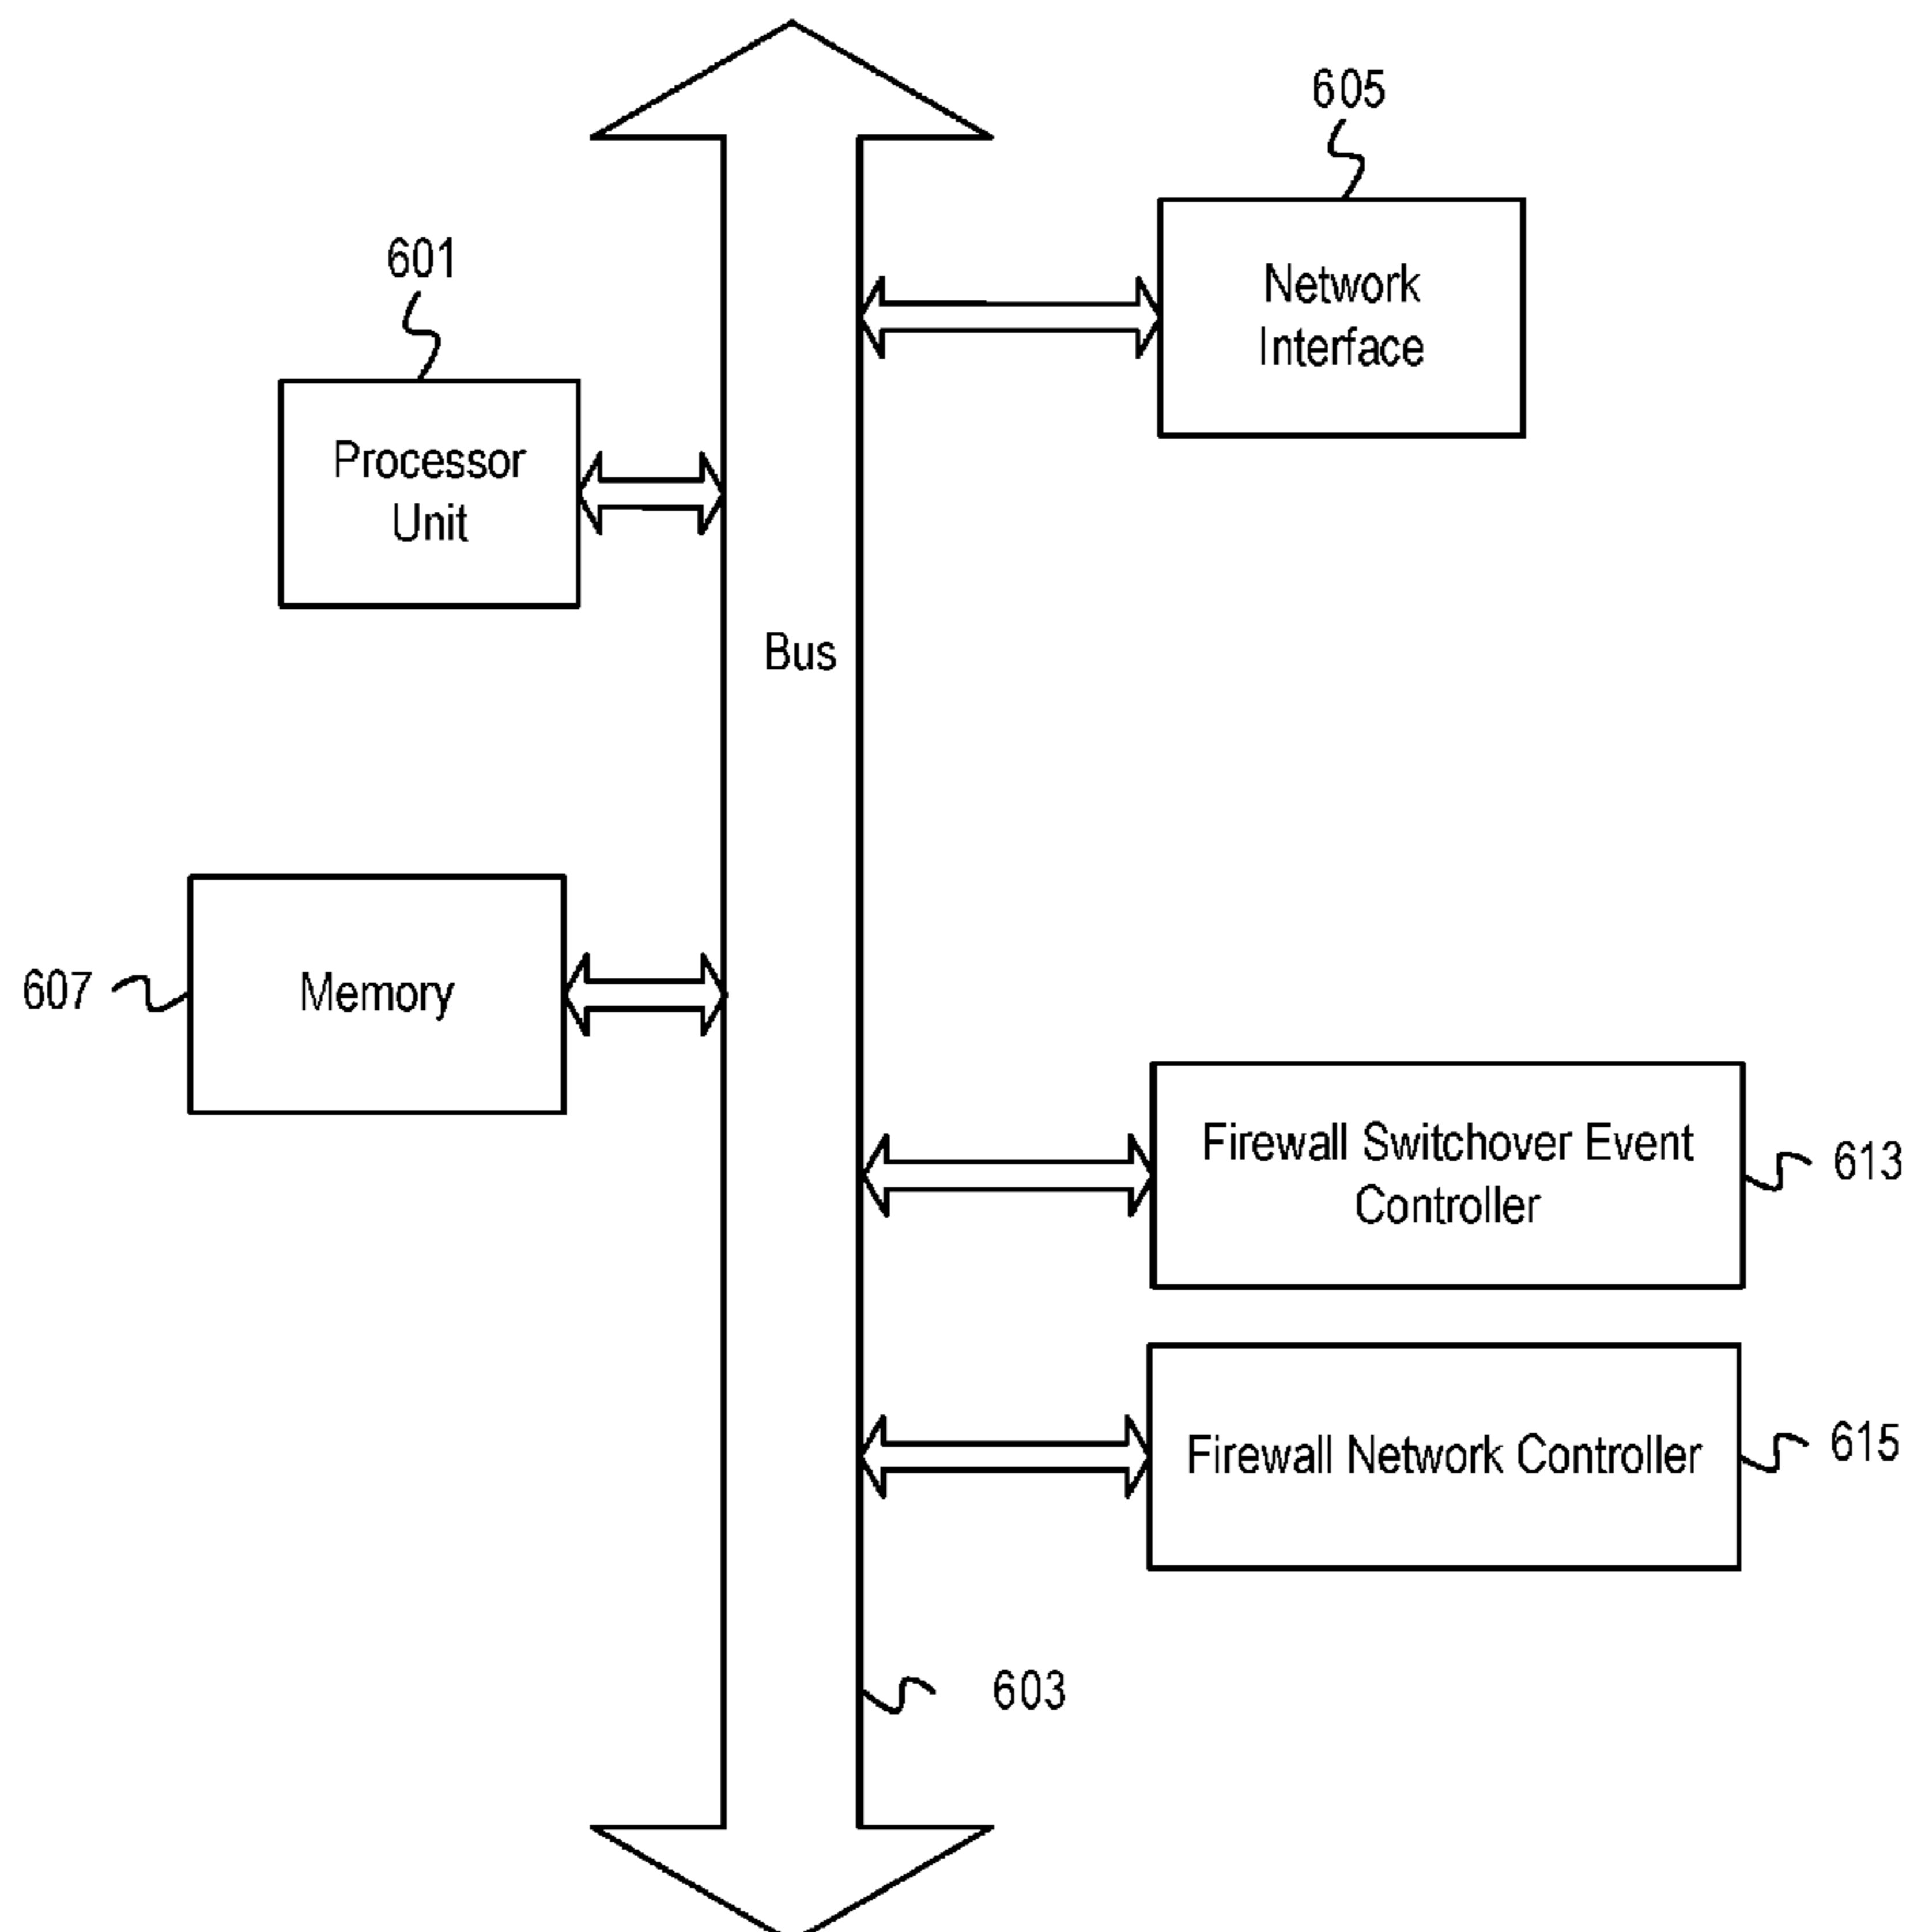 605
601
Network
Interface
Processor
Unit
Bus
607
Memory
Firewall Switchover Event
Controller
613
Firewall Network Controller
615
603